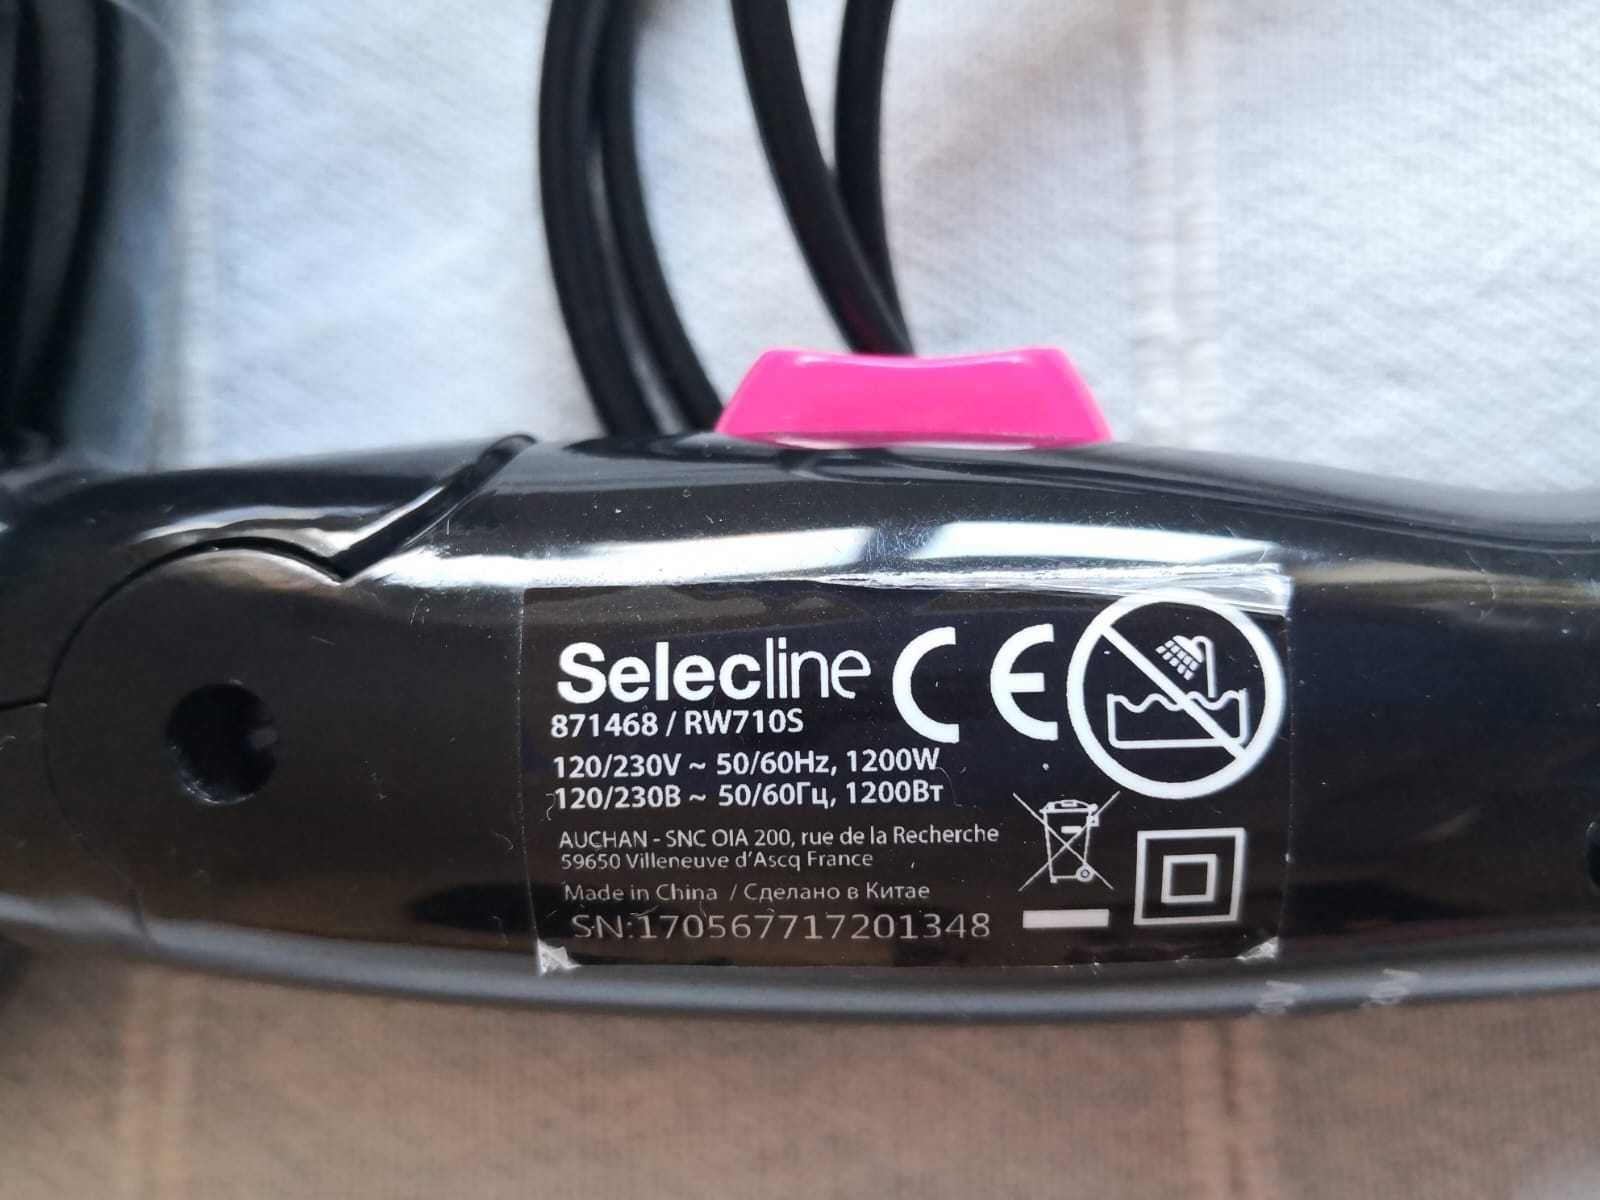 Selecline
CE
871468 / RW710S
120/230V ~ 50/60Hz, 1200W
120/230В ~ 50/60Гц, 1200Вт
AUCHAN - SNC OIA 200, rue de la Recherche
59650 Villeneuve d'Ascq France
Made in China / Сделано в Китае
SN:170567717201348